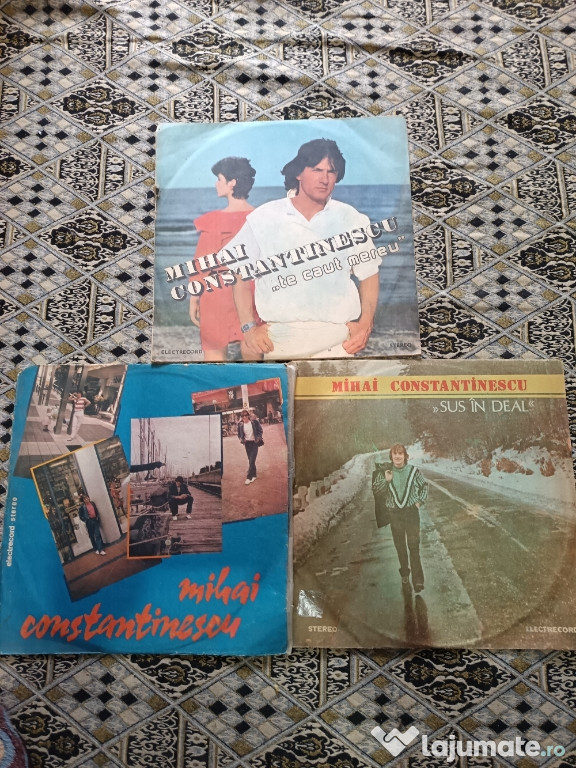 MIHAI
CONSTANTINESCU
„te caut mereu”
ELECTRECORD
STEREO
electrecord stereo
mihai
constantinescu
MIHAI CONSTANTINESCU
»SUS ÎN DEAL«
STEREO
ELECTRECORD
lajumate.ro